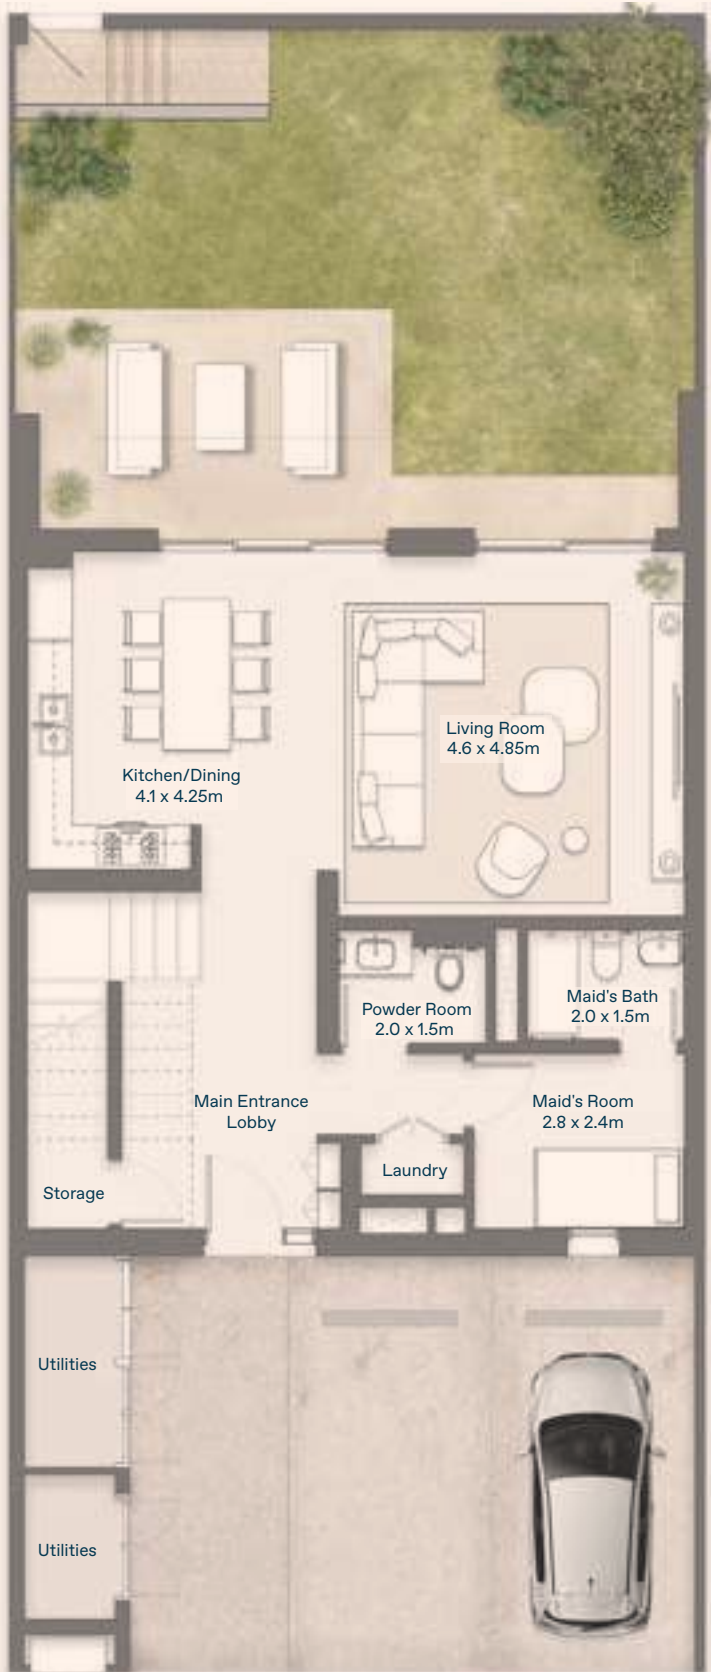 Living Room
4.6 x 4.85m
Kitchen/Dining
4.1 x 4.25m
Maid's Bath
2.0 x 1.5m
Powder Room
2.0 x 1.5m
Main Entrance
Lobby
Maid's Room
2.8 x 2.4m
Laundry
Storage
Utilities
Utilities